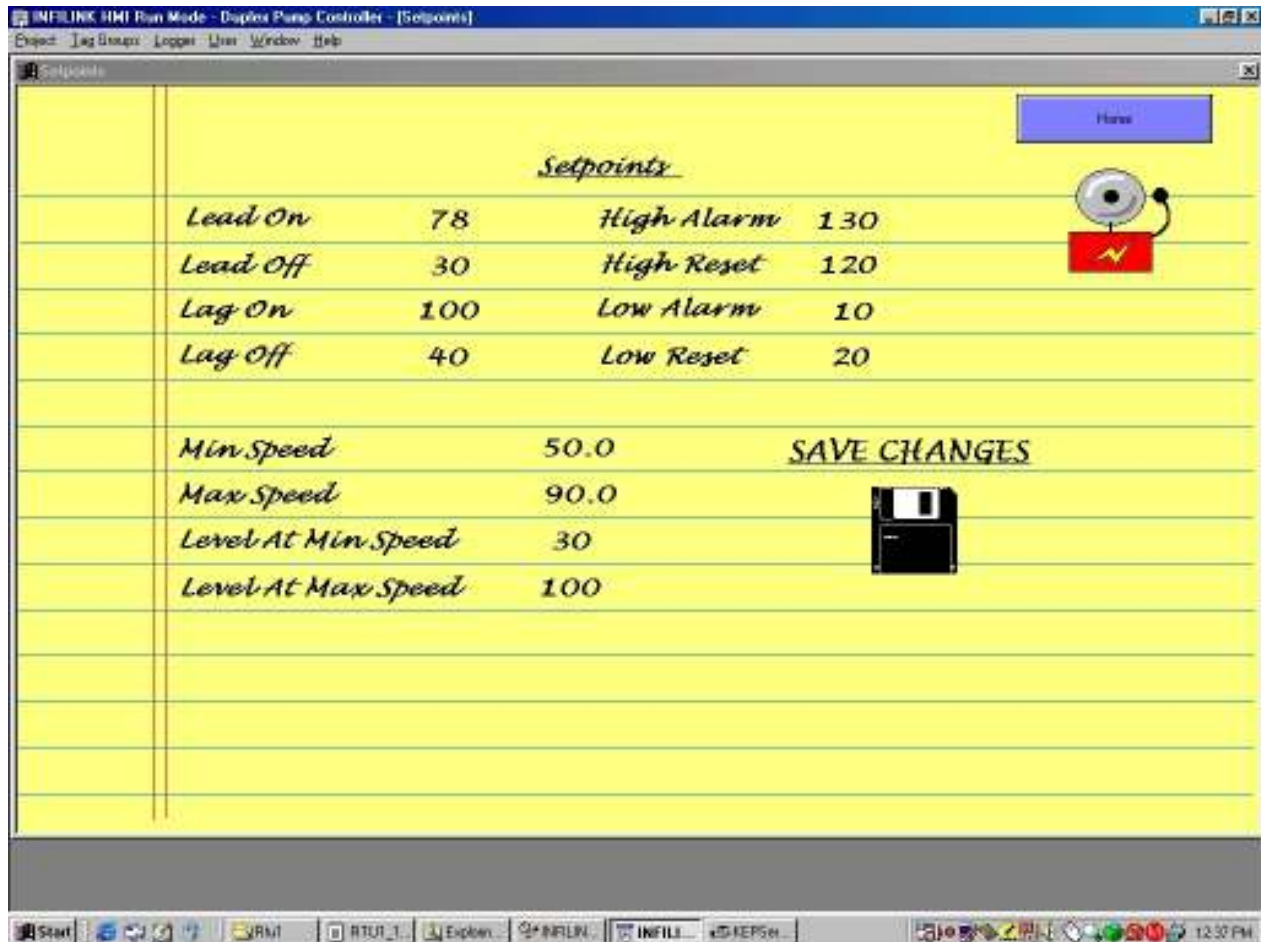 INFILINK HMI Run Mode - Duplex Pump Controller - [Setpoints]
Project Tag Groups Logger User Window Help
Setpoints
Home
Setpoints
Lead On 78 High Alarm 130
Lead Off 30 High Reset 120
Lag On 100 Low Alarm 10
Lag Off 40 Low Reset 20
Min Speed 50.0 SAVE CHANGES
Max Speed 90.0
Level At Min Speed 30
Level At Max Speed 100
Start RTU1_1... INFILI... 12:37 PM